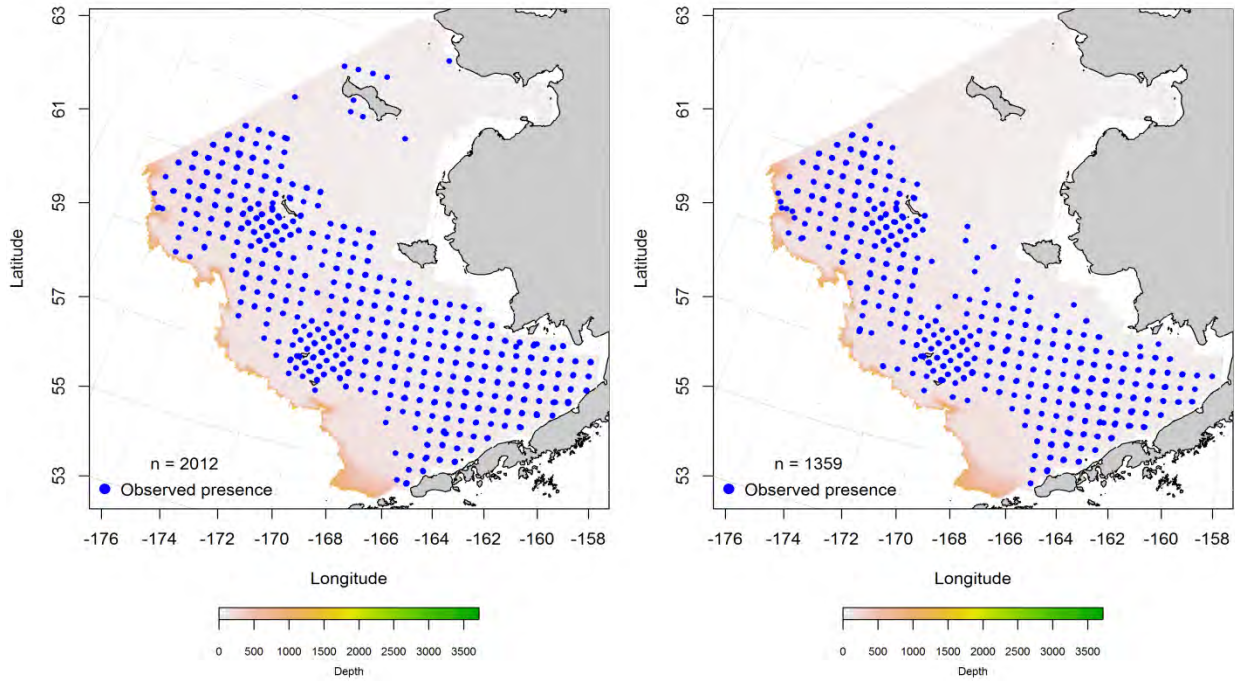 63
61
59
57
55
53
Latitude
n = 2012
Observed presence
-176 -172 -170 -168 -166 -164 -162 -160 -158
Longitude
0 500 1000 1500 2000 2500 3000 3500
Depth
63
61
59
57
55
53
Latitude
n = 1359
Observed presence
-176 -172 -170 -168 -166 -164 -162 -160 -158
Longitude
0 500 1000 1500 2000 2500 3000 3500
Depth